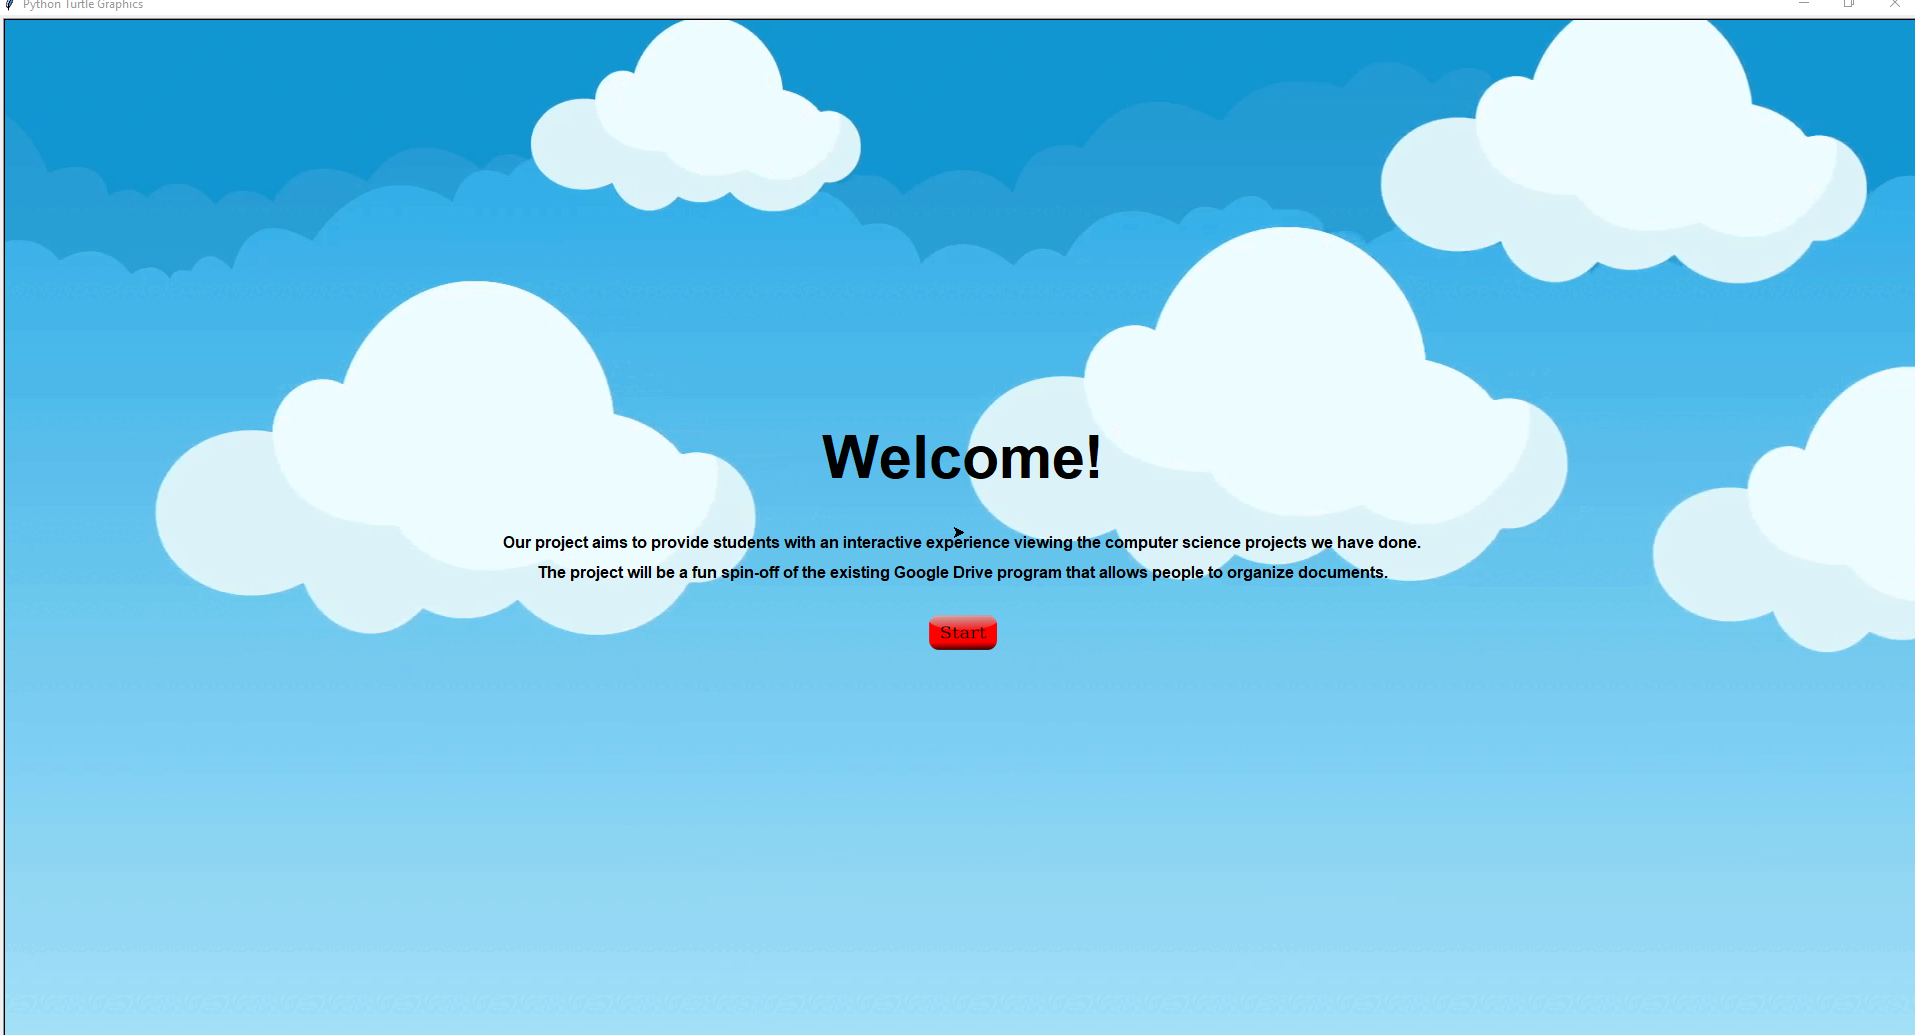 Python Turtle Graphics
Welcome!
Our project aims to provide students with an interactive experience viewing the computer science projects we have done.
The project will be a fun spin-off of the existing Google Drive program that allows people to organize documents.
Start